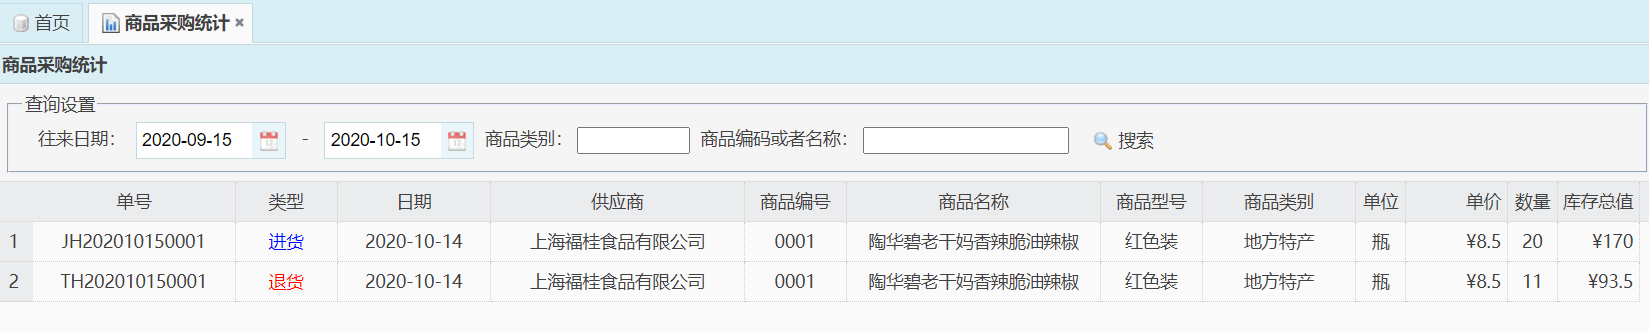 首页 商品采购统计 ×
商品采购统计
查询设置
往来日期： 2020-09-15 - 2020-10-15 商品类别： 商品编码或者名称： 搜索
单号 类型 日期 供应商 商品编号 商品名称 商品型号 商品类别 单位 单价 数量 库存总值
1 JH202010150001 进货 2020-10-14 上海福桂食品有限公司 0001 陶华碧老干妈香辣脆油辣椒 红色装 地方特产 瓶 ¥8.5 20 ¥170
2 TH202010150001 退货 2020-10-14 上海福桂食品有限公司 0001 陶华碧老干妈香辣脆油辣椒 红色装 地方特产 瓶 ¥8.5 11 ¥93.5